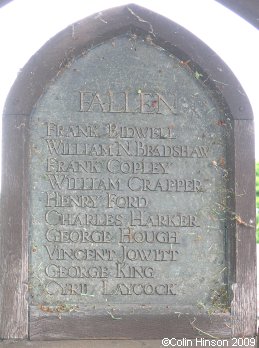 FALLEN
FRANK BIDWELL
WILLIAM N BRADSHAW
FRANK COPLEY
WILLIAM CRAPPER
HENRY FORD
CHARLES HARKER
GEORGE HOUGH
VINCENT JOWITT
GEORGE KING
CYRIL LAYCOCK
©Colin Hinson 2009